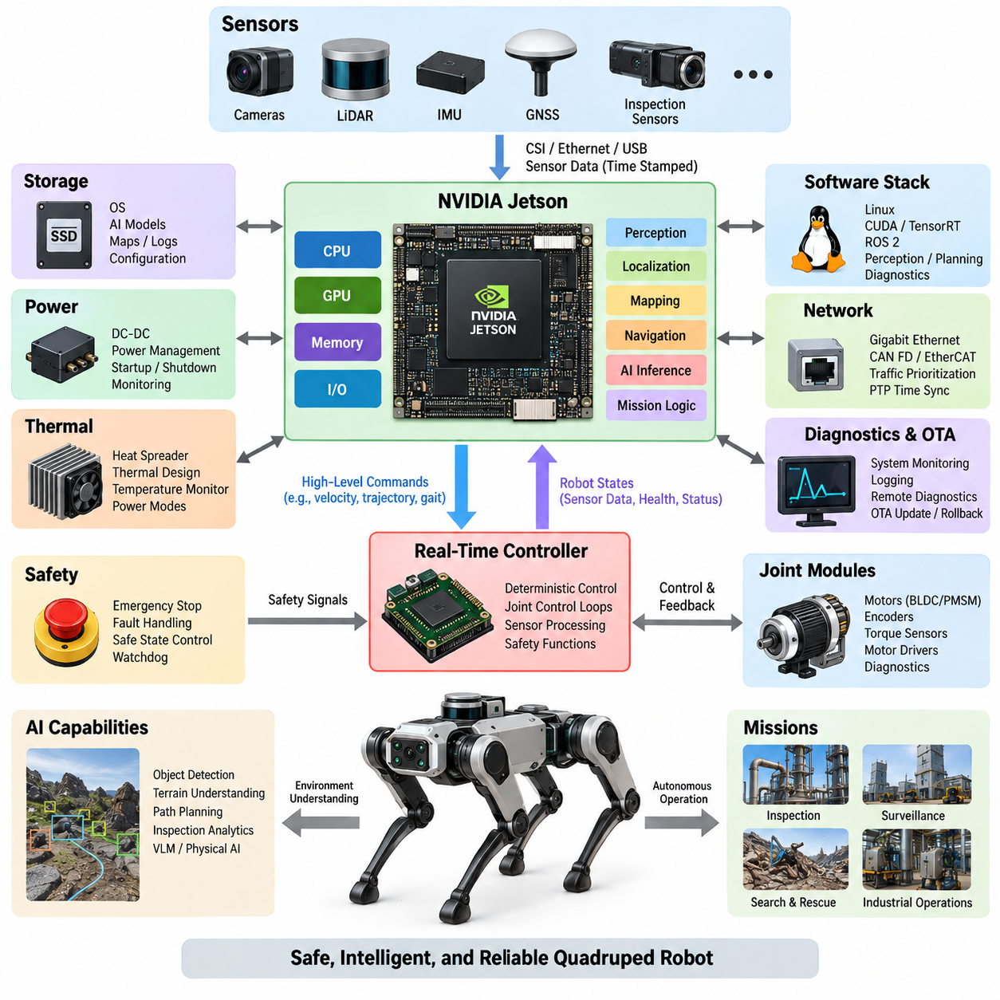 Sensors
Cameras
LiDAR
IMU
GNSS
Inspection
Sensors
CSI / Ethernet / USB
Sensor Data (Time Stamped)
Storage
SSD
OS
AI Models
Maps / Logs
Configuration
Power
DC-DC
Power Management
Startup / Shutdown
Monitoring
Thermal
Heat Spreader
Thermal Design
Temperature Monitor
Power Modes
NVIDIA Jetson
CPU
GPU
Memory
I/O
NVIDIA
JETSON
Perception
Localization
Mapping
Navigation
AI Inference
Mission Logic
Software Stack
Linux
CUDA / TensorRT
ROS 2
Perception / Planning
Diagnostics
Network
Gigabit Ethernet
CAN FD / EtherCAT
Traffic Prioritization
PTP Time Sync
Diagnostics & OTA
System Monitoring
Logging
Remote Diagnostics
OTA Update / Rollback
High-Level Commands
(e.g., velocity, trajectory, gait)
Robot States
(Sensor Data, Health, Status)
Safety
Emergency Stop
Fault Handling
Safe State Control
Watchdog
Safety Signals
Real-Time Controller
Deterministic Control
Joint Control Loops
Sensor Processing
Safety Functions
Control &
Feedback
Joint Modules
Motors (BLDC/PMSM)
Encoders
Torque Sensors
Motor Drivers
Diagnostics
AI Capabilities
Object Detection
Terrain Understanding
Path Planning
Inspection Analytics
VLM / Physical AI
Environment
Understanding
Autonomous
Operation
Missions
Inspection
Surveillance
Search & Rescue
Industrial Operations
Safe, Intelligent, and Reliable Quadruped Robot